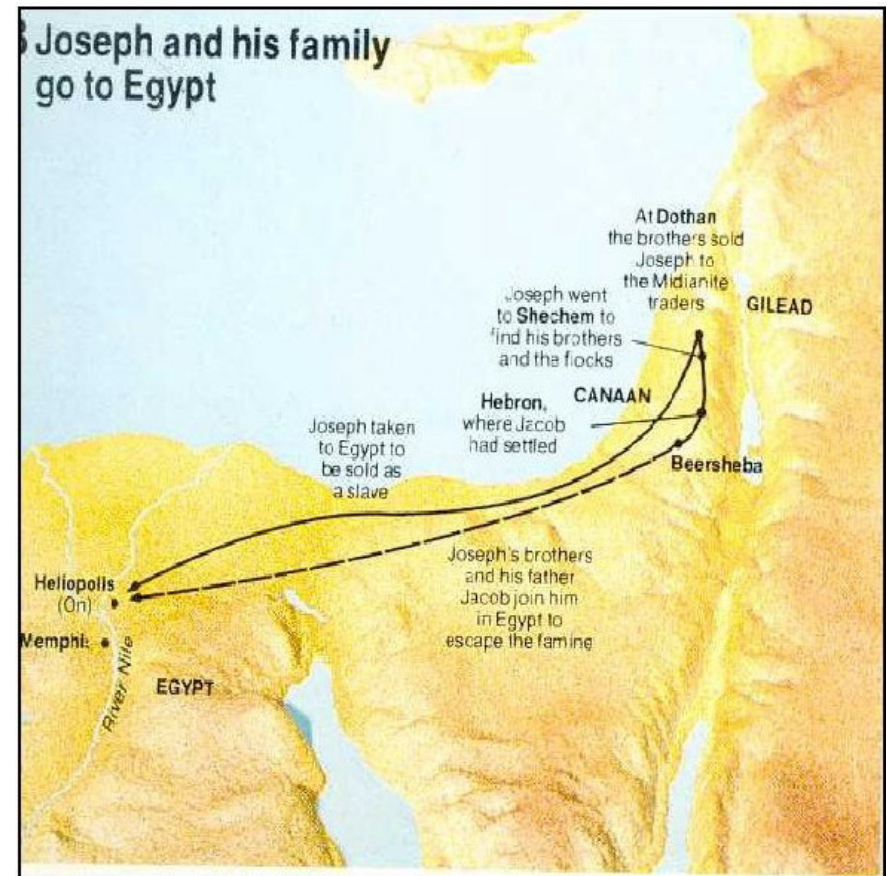 Joseph and his family
go to Egypt
At Dothan
the brothers sold
Joseph to
the Midianite
traders
GILEAD
Joseph went
to Shechem to
find his brothers
and the flocks
CANAAN
Hebron,
where Jacob
had settled
Beersheba
Joseph taken
to Egypt to
be sold as
a slave
Joseph's brothers
and his father
Jacob join him
in Egypt to
escape the faming
Heliopolis
(On)
Memphi:
River Nile
EGYPT